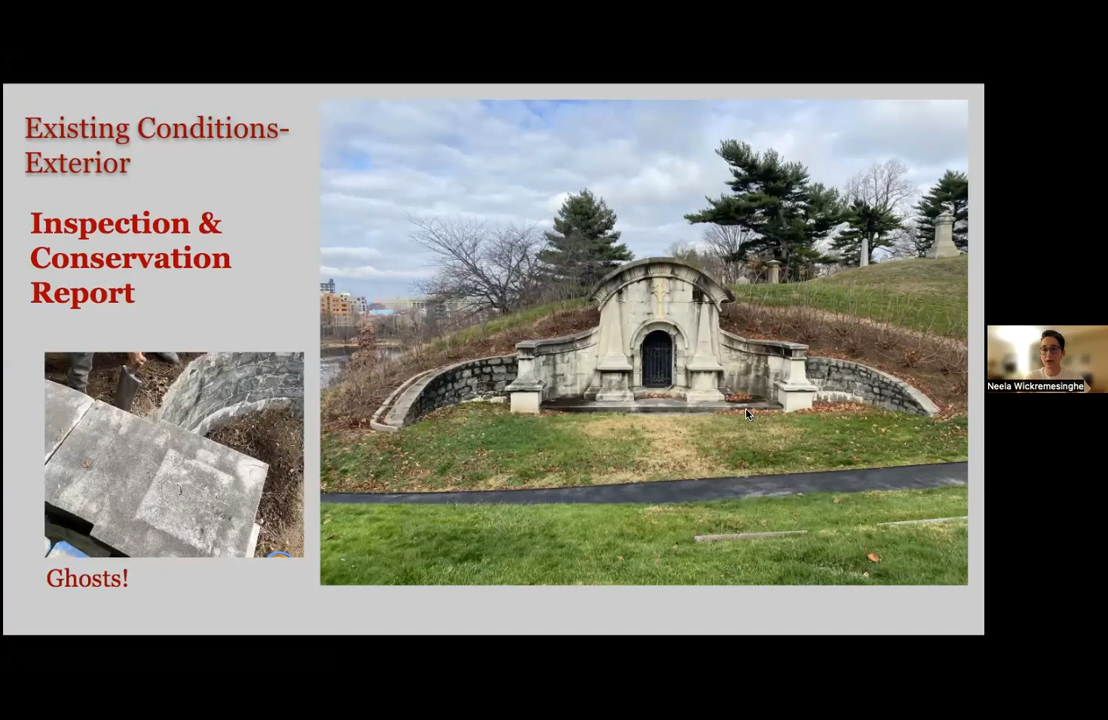 Existing Conditions-
Exterior
Inspection &
Conservation
Report
Ghosts!
Neela Wickremesinghe